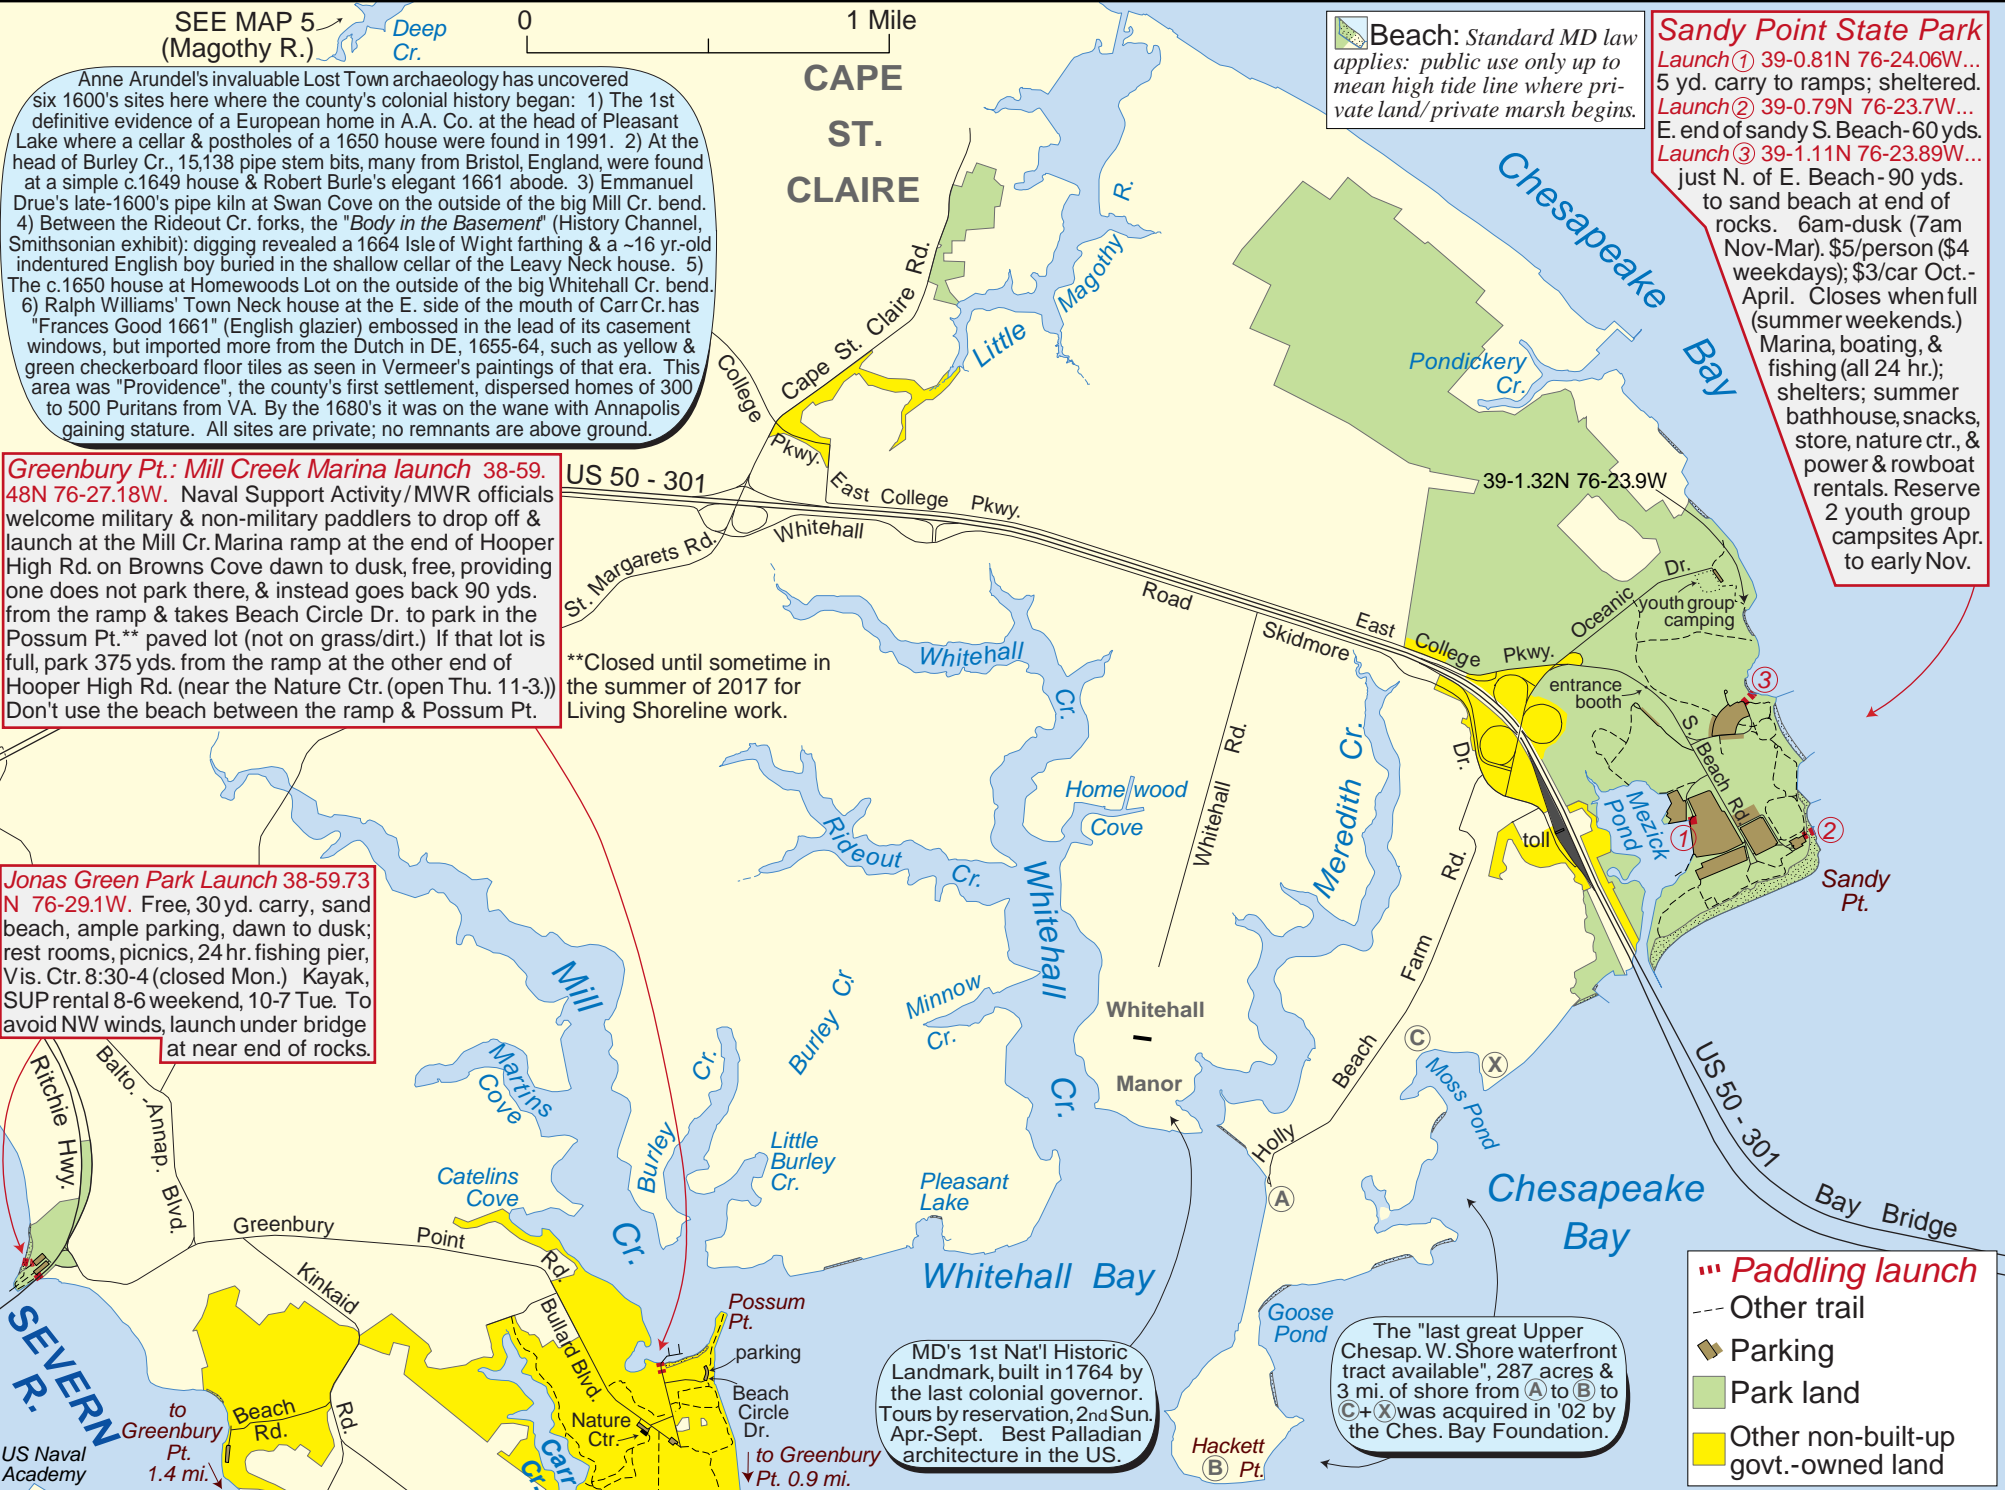 SEE MAP 5
(Magothy R.)
Deep
Cr.
0
1 Mile
CAPE
ST.
CLAIRE
Beach: Standard MD law
applies: public use only up to
mean high tide line where pri-
vate land/private marsh begins.
Sandy Point State Park
Launch ① 39-0.81N 76-24.06W...
5 yd. carry to ramps; sheltered.
Launch ② 39-0.79N 76-23.7W...
E. end of sandy S. Beach-60 yds.
Launch ③ 39-1.11N 76-23.89W...
just N. of E. Beach-90 yds.
to sand beach at end of
rocks. 6am-dusk (7am
Nov-Mar). $5/person ($4
weekdays); $3/car Oct.-
April. Closes when full
(summer weekends.)
Marina, boating, &
fishing (all 24 hr.);
shelters; summer
bathhouse, snacks,
store, nature ctr., &
power & rowboat
rentals. Reserve
2 youth group
campsites Apr.
to early Nov.
Anne Arundel's invaluable Lost Town archaeology has uncovered
six 1600's sites here where the county's colonial history began: 1) The 1st
definitive evidence of a European home in A.A. Co. at the head of Pleasant
Lake where a cellar & postholes of a 1650 house were found in 1991. 2) At the
head of Burley Cr., 15,138 pipe stem bits, many from Bristol, England, were found
at a simple c.1649 house & Robert Burle's elegant 1661 abode. 3) Emmanuel
Drue's late-1600's pipe kiln at Swan Cove on the outside of the big Mill Cr. bend.
4) Between the Rideout Cr. forks, the "Body in the Basement" (History Channel,
Smithsonian exhibit): digging revealed a 1664 Isle of Wight farthing & a ~16 yr.-old
indentured English boy buried in the shallow cellar of the Leavy Neck house. 5)
The c.1650 house at Homewoods Lot on the outside of the big Whitehall Cr. bend.
6) Ralph Williams' Town Neck house at the E. side of the mouth of Carr Cr. has
"Frances Good 1661" (English glazier) embossed in the lead of its casement
windows, but imported more from the Dutch in DE, 1655-64, such as yellow &
green checkerboard floor tiles as seen in Vermeer's paintings of that era. This
area was "Providence", the county's first settlement, dispersed homes of 300
to 500 Puritans from VA. By the 1680's it was on the wane with Annapolis
gaining stature. All sites are private; no remnants are above ground.
Little Magothy R.
Cape St. Claire Rd.
College Pkwy.
Chesapeake Bay
Pondickery
Cr.
39-1.32N 76-23.9W
Greenbury Pt.: Mill Creek Marina launch 38-59.
48N 76-27.18W. Naval Support Activity/MWR officials
welcome military & non-military paddlers to drop off &
launch at the Mill Cr. Marina ramp at the end of Hooper
High Rd. on Browns Cove dawn to dusk, free, providing
one does not park there, & instead goes back 90 yds.
from the ramp & takes Beach Circle Dr. to park in the
Possum Pt.** paved lot (not on grass/dirt.) If that lot is
full, park 375 yds. from the ramp at the other end of
Hooper High Rd. (near the Nature Ctr. (open Thu. 11-3.))
Don't use the beach between the ramp & Possum Pt.
US 50 - 301
East College Pkwy.
Whitehall Road
St. Margarets Rd.
**Closed until sometime in
the summer of 2017 for
Living Shoreline work.
Skidmore Dr.
East College Pkwy.
Oceanic Dr.
youth group
camping
entrance
booth
S. Beach Rd.
③
①
②
Mezick
Pond
toll
Sandy
Pt.
Whitehall Cr.
Whitehall Rd.
Meredith Cr.
Homewood
Cove
Rideout Cr.
Whitehall Cr.
Jonas Green Park Launch 38-59.73
N 76-29.1W. Free, 30 yd. carry, sand
beach, ample parking, dawn to dusk;
rest rooms, picnics, 24 hr. fishing pier,
Vis. Ctr. 8:30-4 (closed Mon.) Kayak,
SUP rental 8-6 weekend, 10-7 Tue. To
avoid NW winds, launch under bridge
at near end of rocks.
Mill Cr.
Martins
Cove
Burley Cr.
Burley Cr
Minnow
Cr.
Whitehall
Manor
Holly Beach Farm Rd.
C
X
Moss Pond
US 50 - 301
Bay Bridge
Ritchie Hwy.
Balto.-Annap. Blvd.
Catelins
Cove
Little
Burley
Cr.
Pleasant
Lake
A
Chesapeake
Bay
Greenbury Point Rd.
Kinkaid Rd.
Bullard Blvd.
Whitehall Bay
Possum
Pt.
parking
Beach
Circle
Dr.
Goose
Pond
SEVERN
R.
Beach
Rd.
to
Greenbury
Pt.
1.4 mi.
US Naval
Academy
Nature
Ctr.
Carr
Cr.
to Greenbury
Pt. 0.9 mi.
MD's 1st Nat'l Historic
Landmark, built in 1764 by
the last colonial governor.
Tours by reservation, 2nd Sun.
Apr.-Sept. Best Palladian
architecture in the US.
Hackett
B Pt.
The "last great Upper
Chesap. W. Shore waterfront
tract available", 287 acres &
3 mi. of shore from Ⓐ to Ⓑ to
Ⓒ+Ⓧ was acquired in '02 by
the Ches. Bay Foundation.
Paddling launch
Other trail
Parking
Park land
Other non-built-up
govt.-owned land